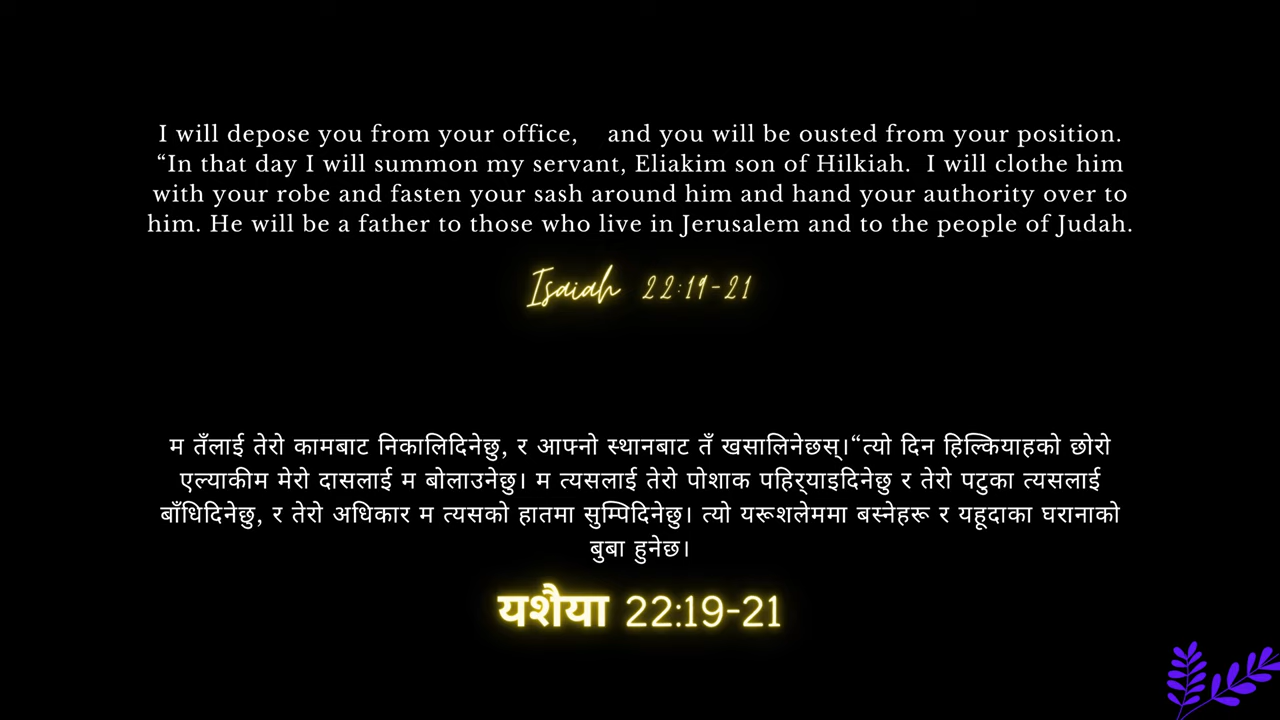 I will depose you from your office, and you will be ousted from your position.
“In that day I will summon my servant, Eliakim son of Hilkiah. I will clothe him
with your robe and fasten your sash around him and hand your authority over to
him. He will be a father to those who live in Jerusalem and to the people of Judah.
Isaiah 22:19-21
म तँलाई तेरो कामबाट निकालिदिनेछु, र आफ्नो स्थानबाट तँ खसालिनेछस्।“त्यो दिन हिल्कियाहको छोरो
एल्याकीम मेरो दासलाई म बोलाउनेछु। म त्यसलाई तेरो पोशाक पहिर्‍याइदिनेछु र तेरो पटुका त्यसलाई
बाँधिदिनेछु, र तेरो अधिकार म त्यसको हातमा सुम्पिदिनेछु। त्यो यरूशलेममा बस्नेहरू र यहूदाका घरानाको
बुबा हुनेछ।
यशैया 22:19-21